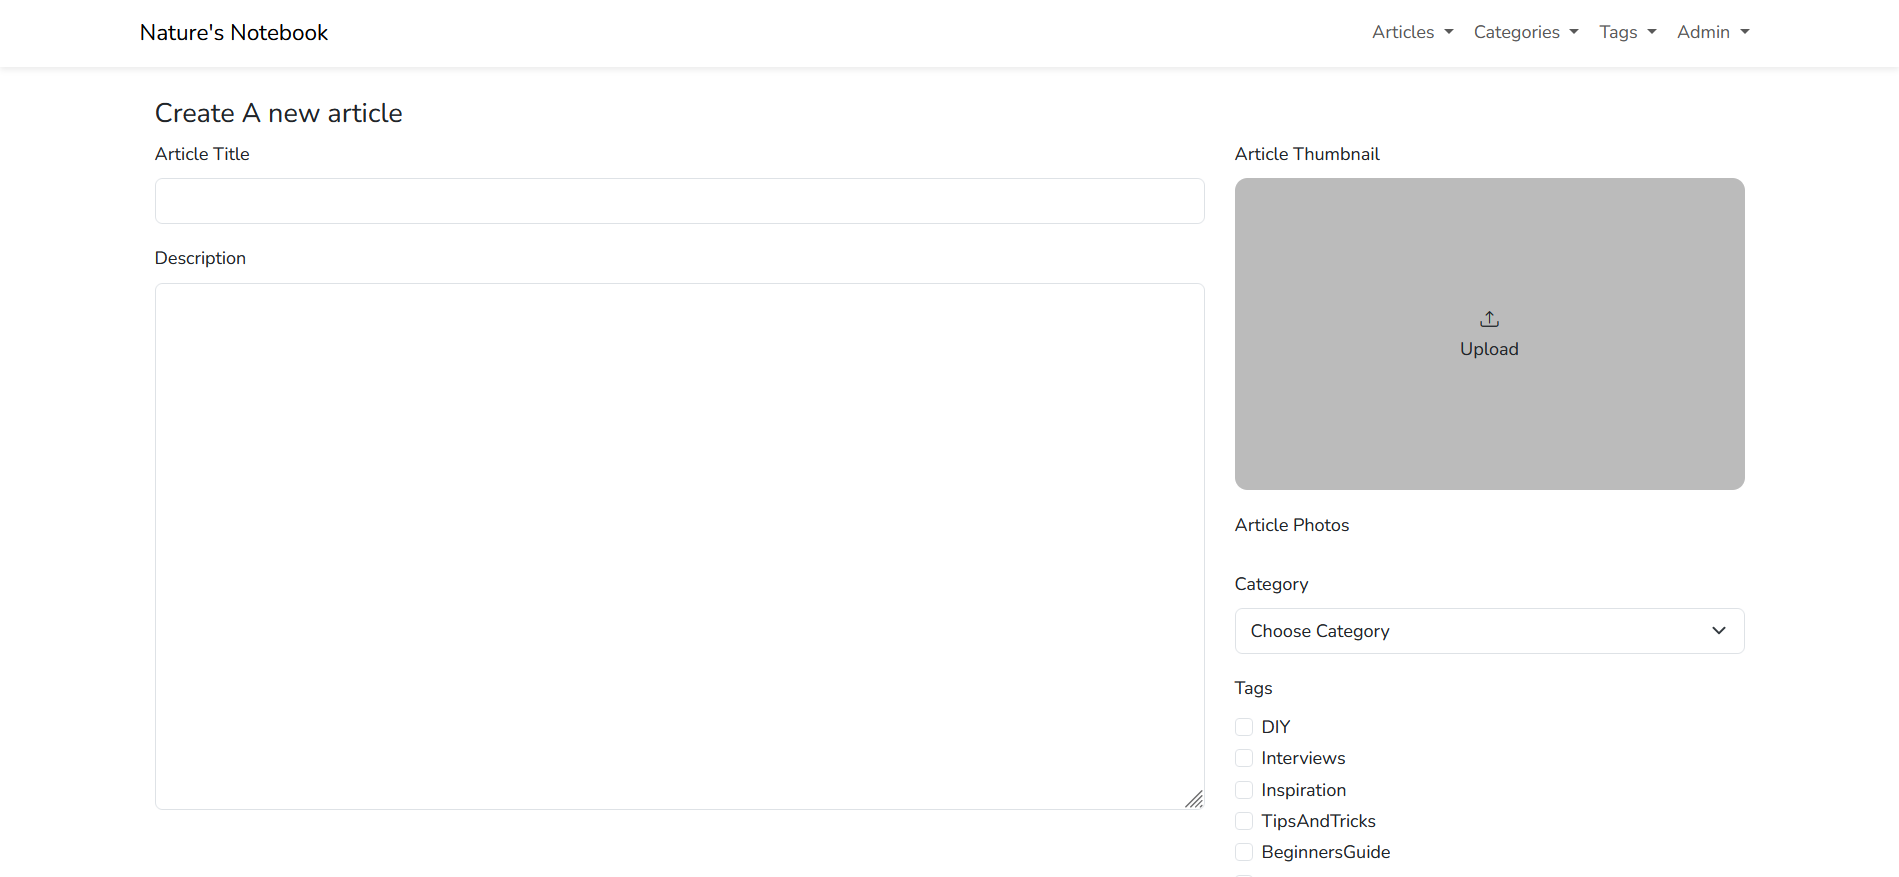 Nature's Notebook
Articles Categories Tags Admin
Create A new article
Article Title
Description
Article Thumbnail
Upload
Article Photos
Category
Choose Category
Tags
DIY
Interviews
Inspiration
TipsAndTricks
BeginnersGuide